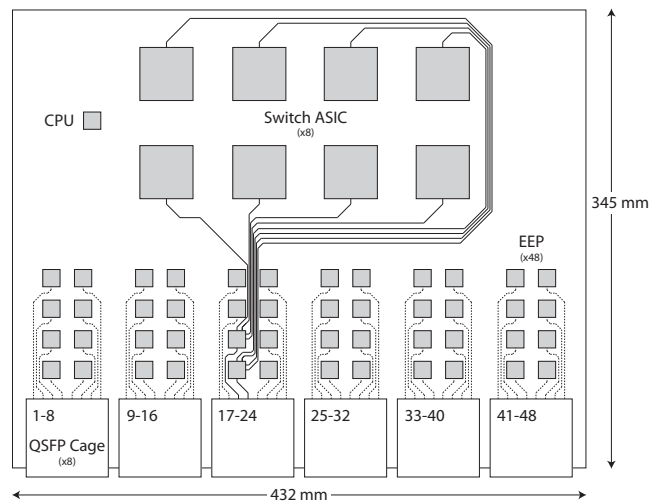 CPU
Switch ASIC
(x8)
345 mm
EEP
(x48)
1-8
9-16
17-24
25-32
33-40
41-48
QSFP Cage
(x8)
432 mm